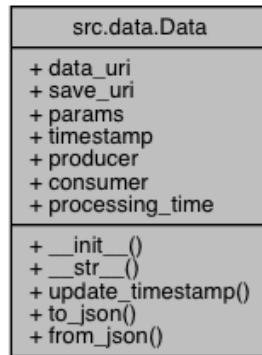 src.data.Data
+ data_uri
+ save_uri
+ params
+ timestamp
+ producer
+ consumer
+ processing_time
+ __init__()
+ __str__()
+ update_timestamp()
+ to_json()
+ from_json()